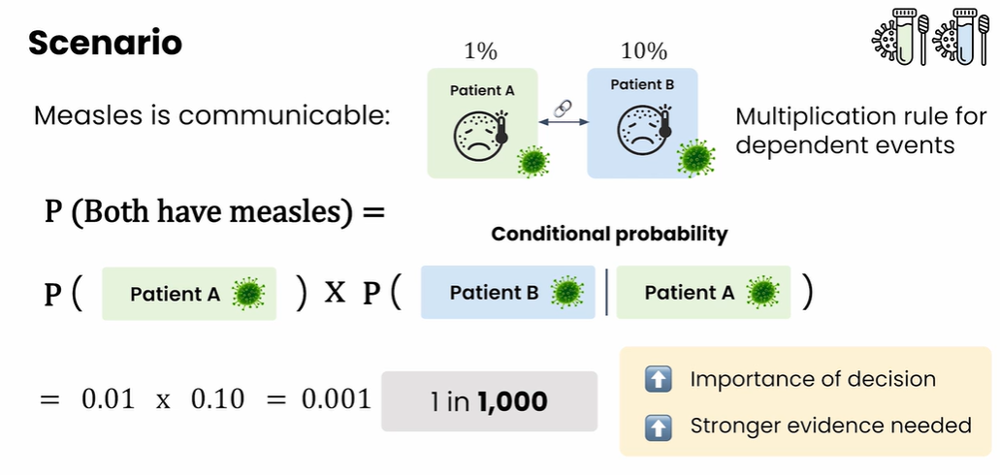 Scenario
1%
10%
Patient A
Patient B
Measles is communicable:
Multiplication rule for
dependent events
P (Both have measles) =
Conditional probability
P ( Patient A ) X P ( Patient B | Patient A )
= 0.01 x 0.10 = 0.001 1 in 1,000
Importance of decision
Stronger evidence needed